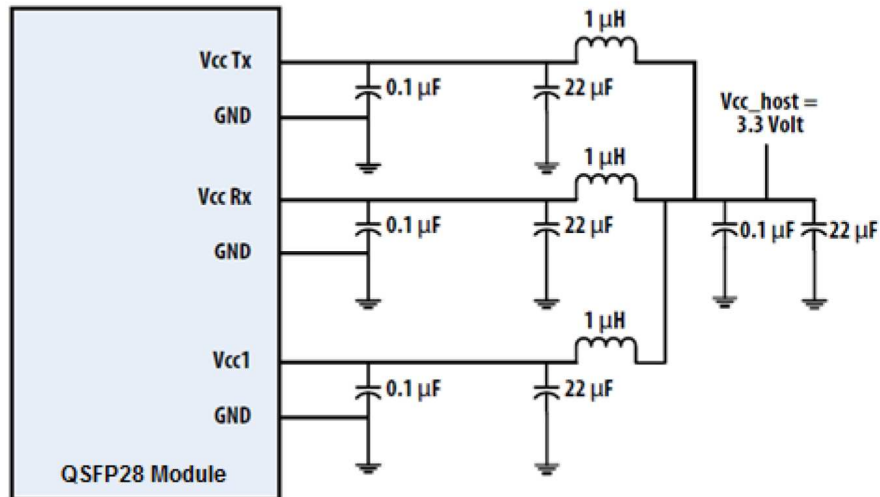 1 μH
Vcc Tx
0.1 μF
22 μF
GND
Vcc_host =
3.3 Volt
1 μH
Vcc Rx
0.1 μF
22 μF
0.1 μF
22 μF
GND
1 μH
Vcc1
0.1 μF
22 μF
GND
QSFP28 Module